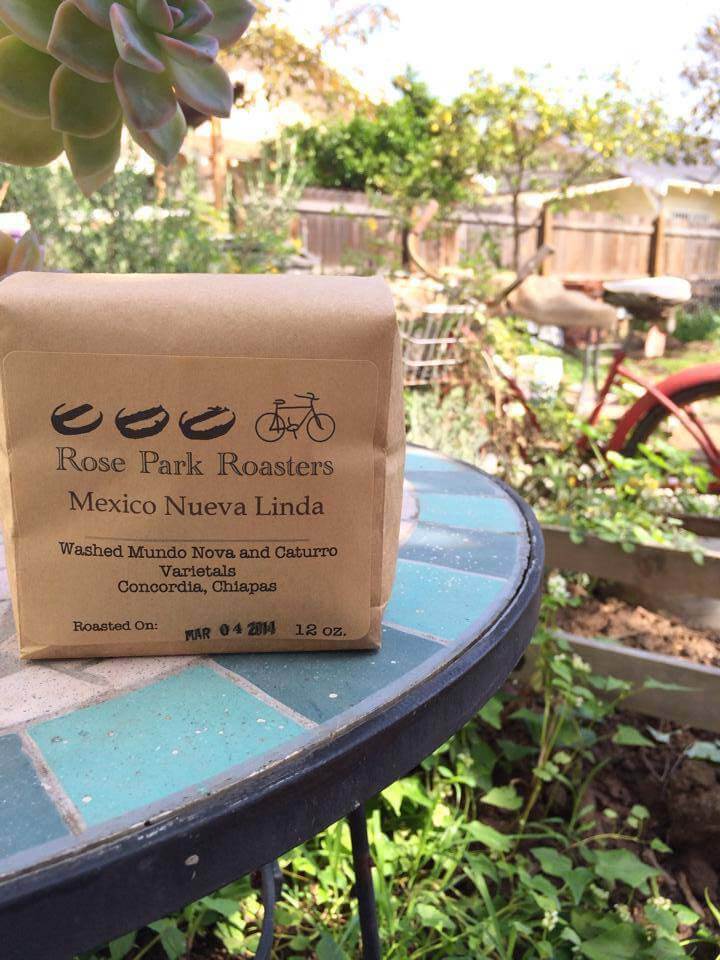 Rose Park Roasters
Mexico Nueva Linda
Washed Mundo Nova and Caturro
Varietals
Concordia, Chiapas
Roasted On: MAR 04 2014 12 oz.